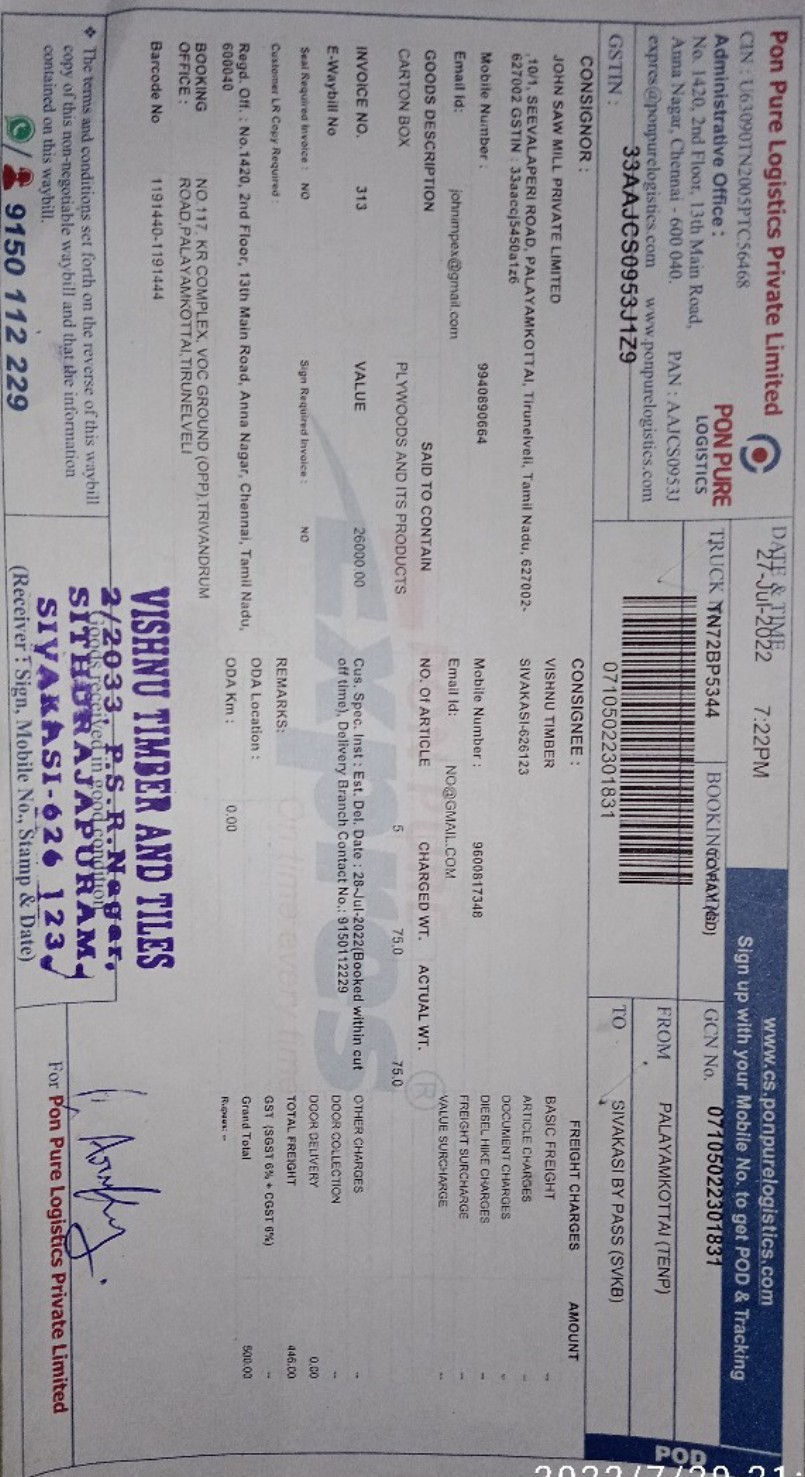 Pon Pure Logistics Private Limited
CIN : U63090TN2005PTC56468
Administrative Office :
No. 1420, 2nd Floor, 13th Main Road,
Anna Nagar, Chennai - 600 040. PAN : AAJCS0953J
expres@ponpurelogistics.com www.ponpurelogistics.com
GSTIN : 33AAJCS0953J1Z9
PON PURE
LOGISTICS
DATE & TIME
27-Jul-2022 7:22PM
TRUCK TN72BP5344
BOOKING
07105022301831
www.cs.ponpurelogistics.com
Sign up with your Mobile No. to get POD & Tracking
GCN No. 07105022301831
FROM PALAYAMKOTTAI (TENP)
TO SIVAKASI BY PASS (SVKB)
POD
CONSIGNOR :
JOHN SAW MILL PRIVATE LIMITED
,10/1, SEEVALAPERI ROAD, PALAYAMKOTTAI, Tirunelveli, Tamil Nadu, 627002-
627002 GSTIN : 33aaccj5450a1z6
Mobile Number : 9940690664
Email Id: johnimpex@gmail.com
GOODS DESCRIPTION SAID TO CONTAIN
CARTON BOX PLYWOODS AND ITS PRODUCTS
INVOICE NO. 313 VALUE 26000.00
E-Waybill No
Seal Required Invoice : NO Sign Required Invoice : NO
Customer LR Copy Required :
Regd. Off. : No.1420, 2nd Floor, 13th Main Road, Anna Nagar, Chennai, Tamil Nadu,
600040
BOOKING NO.117, KR COMPLEX, VOC GROUND (OPP),TRIVANDRUM
OFFICE : ROAD,PALAYAMKOTTAI,TIRUNELVELI
Barcode No 1191440-1191444
CONSIGNEE :
VISHNU TIMBER
SIVAKASI-626123
Mobile Number : 9600817348
Email Id: NO@GMAIL.COM
NO. Of ARTICLE CHARGED WT. ACTUAL WT.
5 75.0 75.0
Cus. Spec. Inst : Est. Del. Date : 28-Jul-2022(Booked within cut
off time), Delivery Branch Contact No.: 9150112229
REMARKS:
ODA Location :
ODA Km : 0.00
Expres
On time every time
FREIGHT CHARGES AMOUNT
BASIC FREIGHT --
ARTICLE CHARGES --
DOCUMENT CHARGES --
DIESEL HIKE CHARGES --
FREIGHT SURCHARGE --
VALUE SURCHARGE --
OTHER CHARGES --
DOOR COLLECTION --
DOOR DELIVERY 0.00
TOTAL FREIGHT 446.00
GST (SGST 6% + CGST 6%) --
Grand Total 500.00
Rupees: --
❖ The terms and conditions set forth on the reverse of this waybill
copy of this non-negotiable waybill and that the information
contained on this waybill.
9150 112 229
VISHNU TIMBER AND TILES
2/2033 P.S.R.Nagar,
Goods received in good condition
SITHURAJAPURAM,
SIVAKASI-626 123
(Receiver : Sign, Mobile No., Stamp & Date)
For Pon Pure Logistics Private Limited